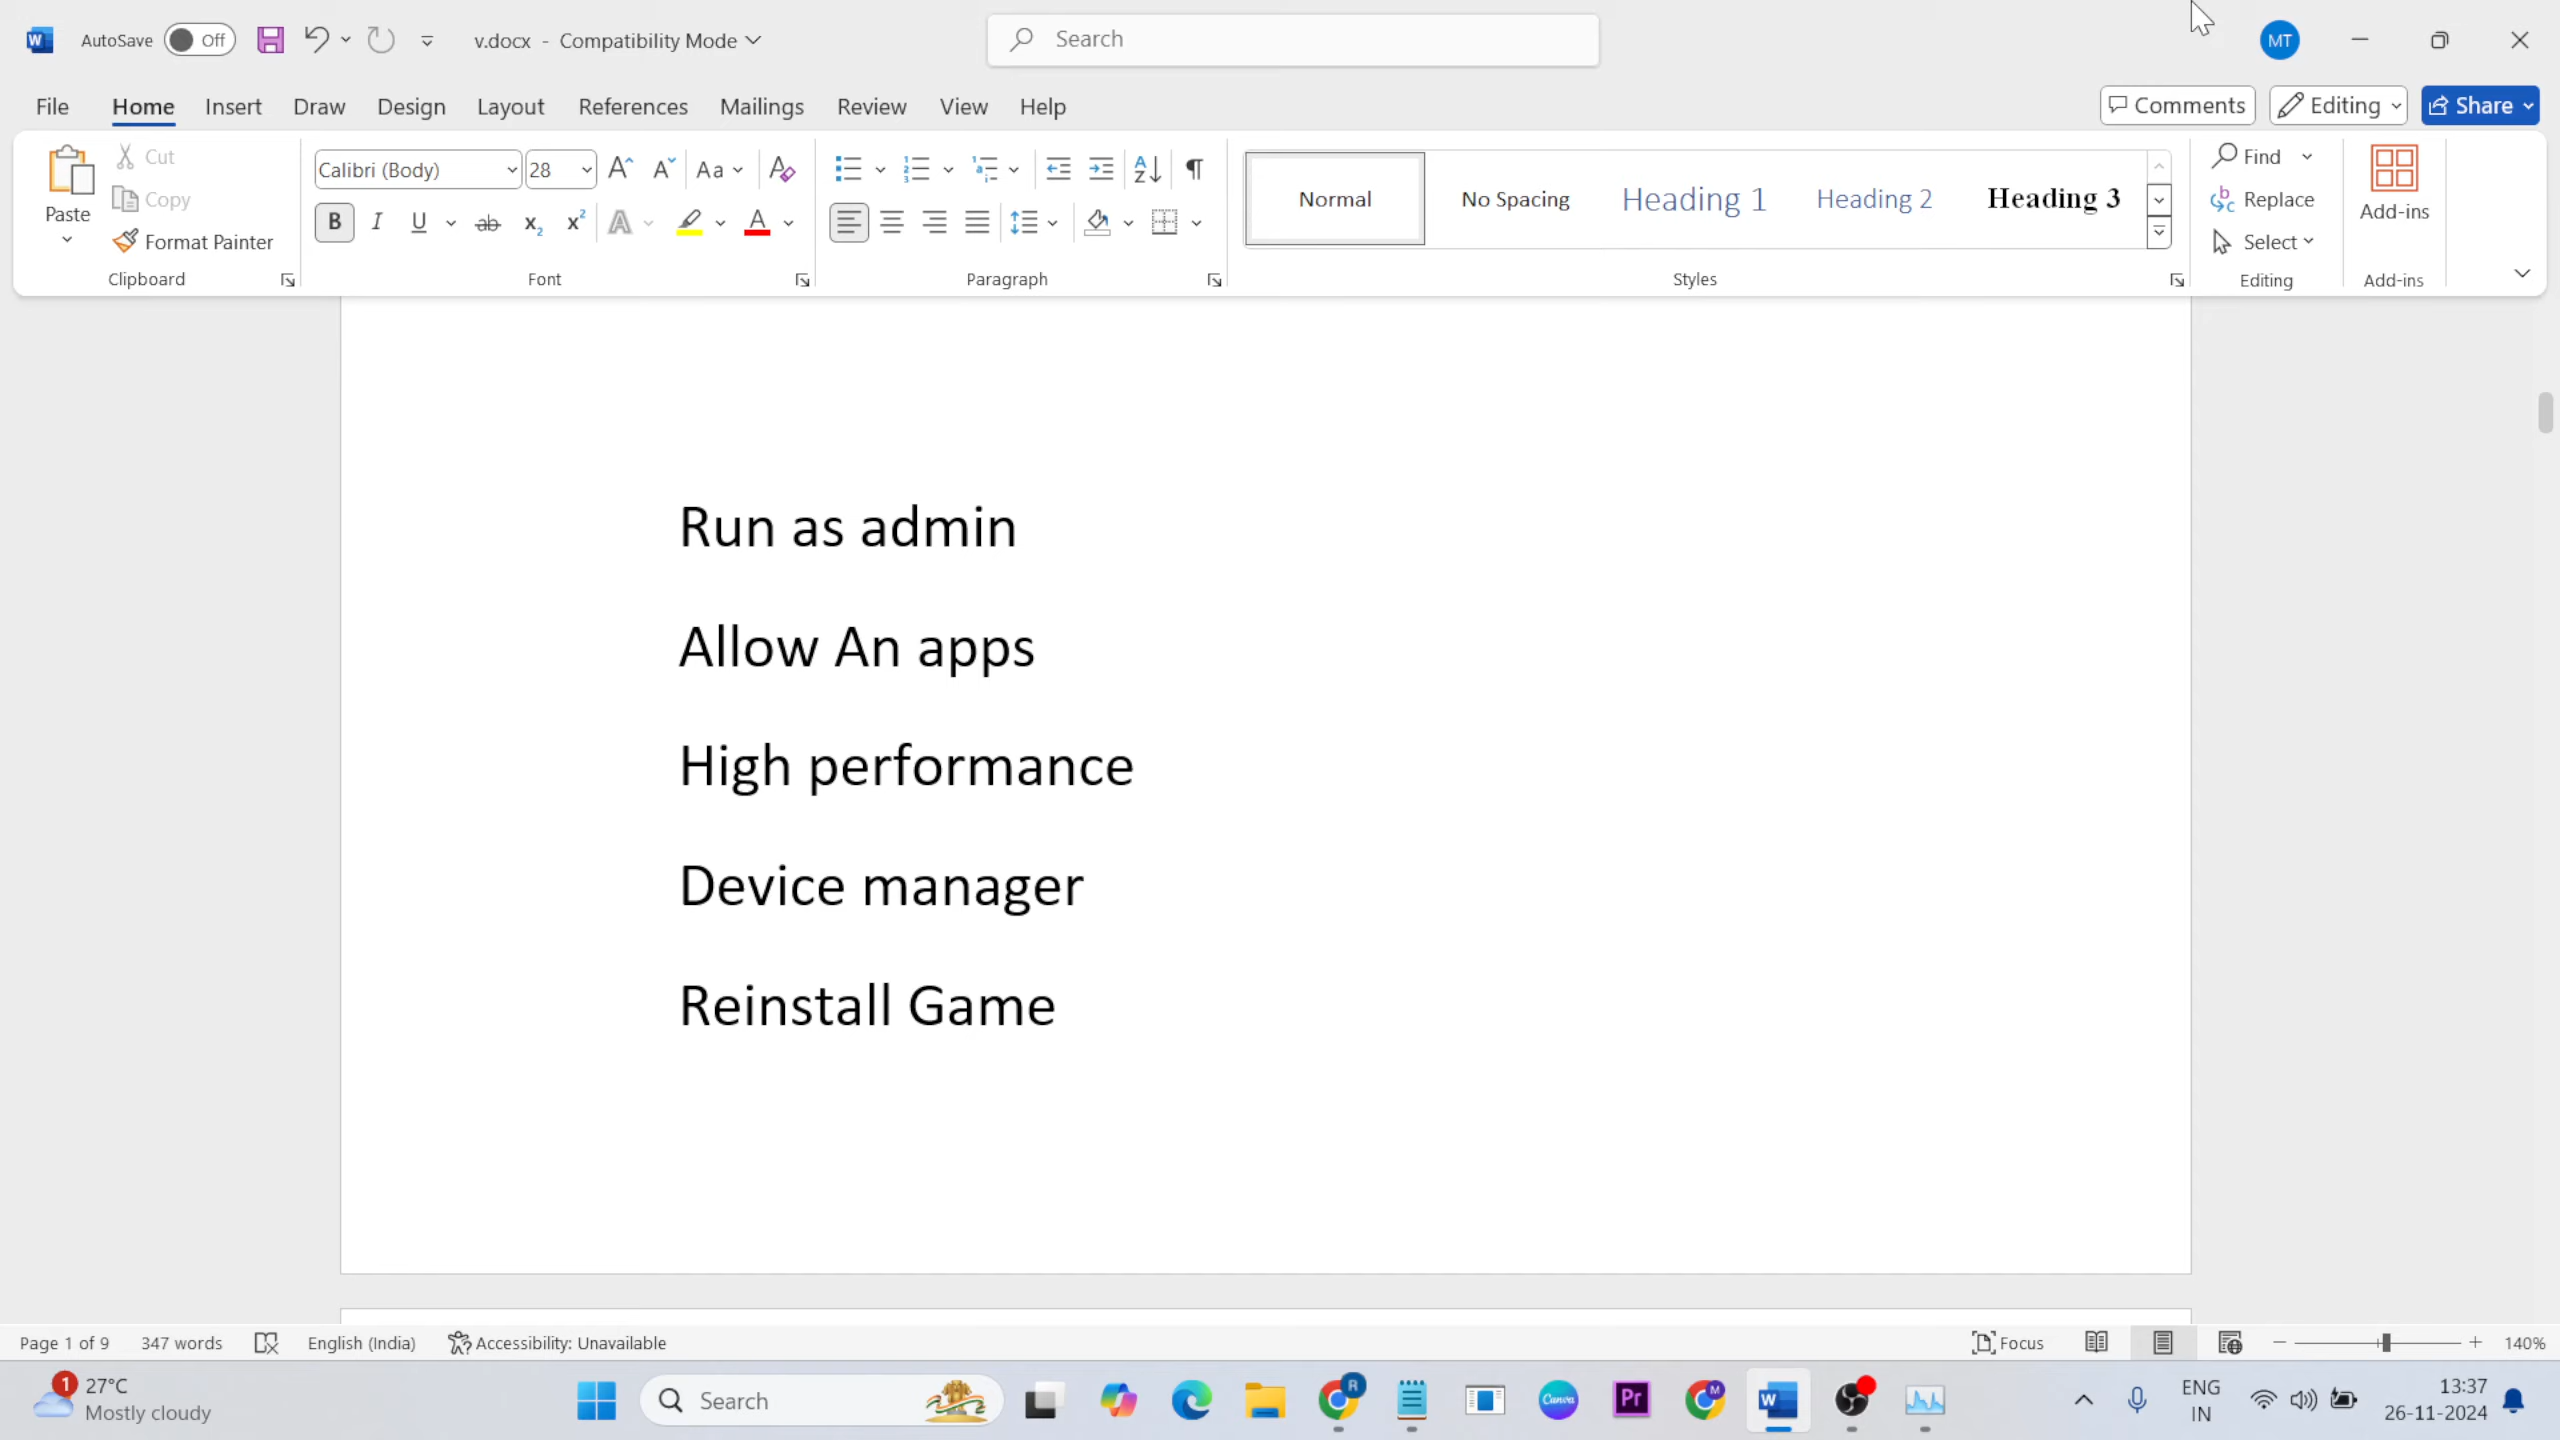 AutoSave Off v.docx - Compatibility Mode Search MT
File Home Insert Draw Design Layout References Mailings Review View Help Comments Editing Share
Paste Cut Copy Format Painter Clipboard
Calibri (Body) 28 Font
Paragraph
Normal No Spacing Heading 1 Heading 2 Heading 3 Styles
Find Replace Select Editing
Add-ins Add-ins
Run as admin
Allow An apps
High performance
Device manager
Reinstall Game
Page 1 of 9 347 words English (India) Accessibility: Unavailable Focus 140%
1 27°C Mostly cloudy
Search
R Canva Pr M W
ENG IN
13:37
26-11-2024